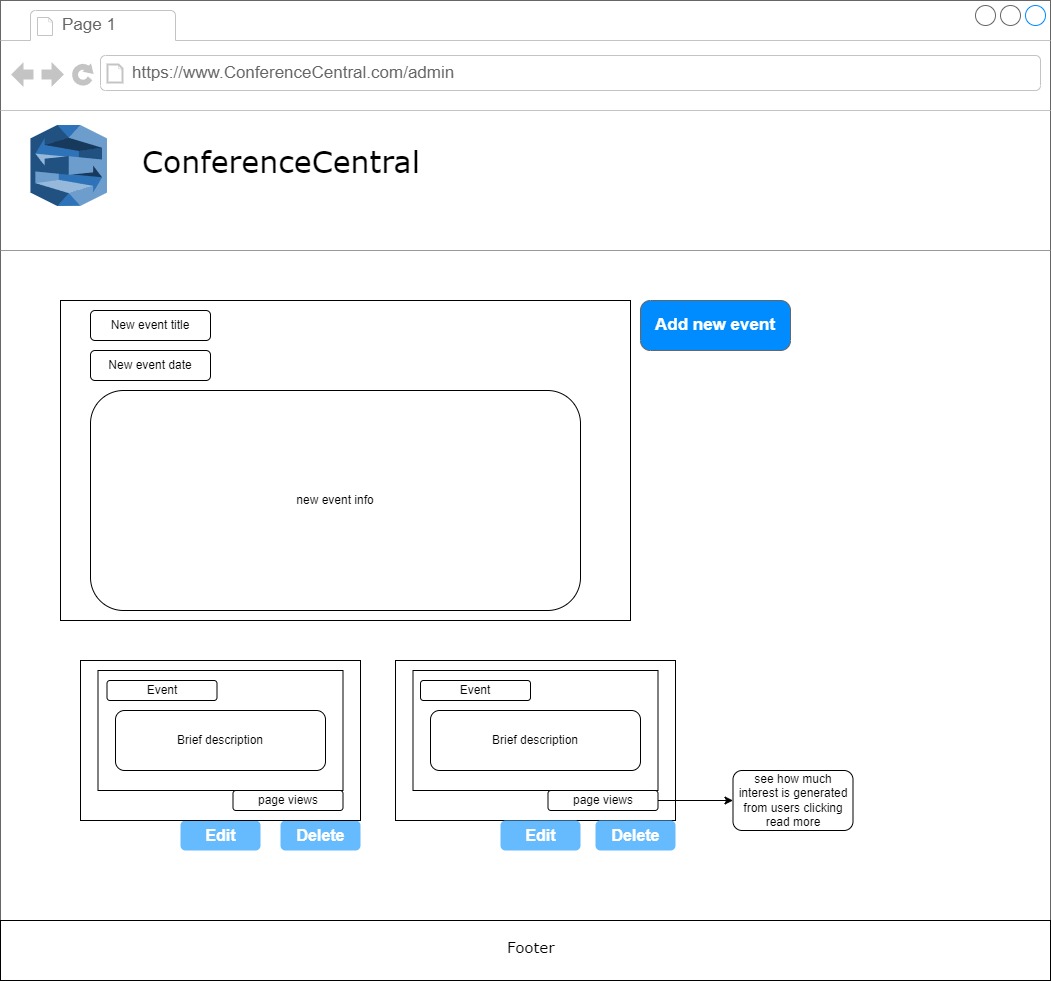 Page 1
https://www.ConferenceCentral.com/admin
ConferenceCentral
New event title
Add new event
New event date
new event info
Event
Brief description
page views
Edit
Delete
Event
Brief description
page views
see how much
interest is generated
from users clicking
read more
Edit
Delete
Footer